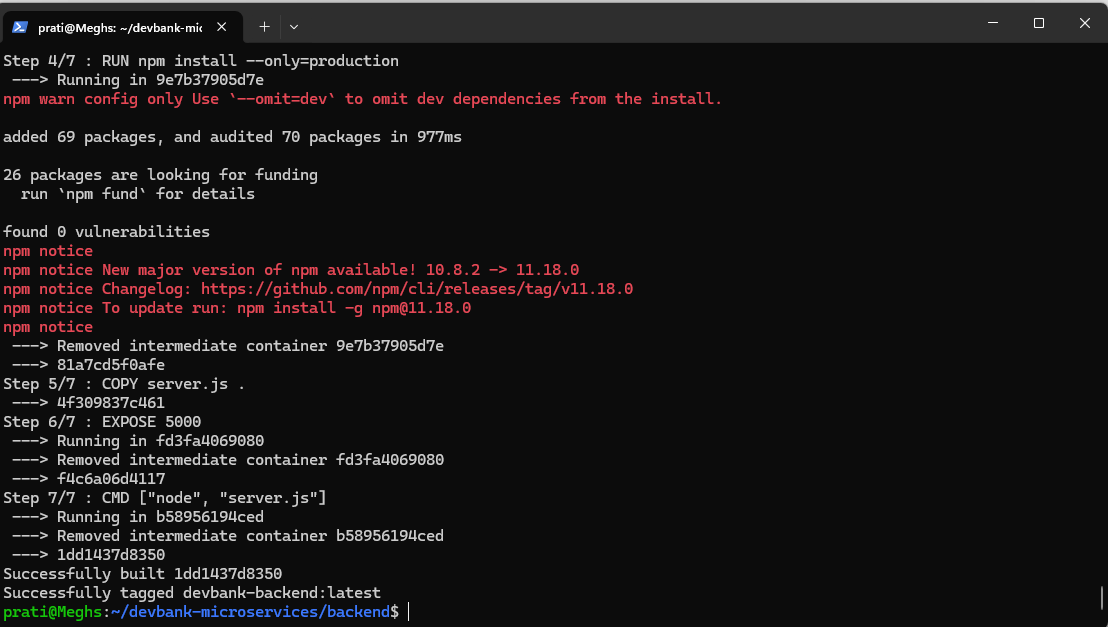 prati@Meghs: ~/devbank-mic
Step 4/7 : RUN npm install --only=production
 ---> Running in 9e7b37905d7e
npm warn config only Use `--omit=dev` to omit dev dependencies from the install.
added 69 packages, and audited 70 packages in 977ms
26 packages are looking for funding
  run `npm fund` for details
found 0 vulnerabilities
npm notice
npm notice New major version of npm available! 10.8.2 -> 11.18.0
npm notice Changelog: https://github.com/npm/cli/releases/tag/v11.18.0
npm notice To update run: npm install -g npm@11.18.0
npm notice
 ---> Removed intermediate container 9e7b37905d7e
 ---> 81a7cd5f0afe
Step 5/7 : COPY server.js .
 ---> 4f309837c461
Step 6/7 : EXPOSE 5000
 ---> Running in fd3fa4069080
 ---> Removed intermediate container fd3fa4069080
 ---> f4c6a06d4117
Step 7/7 : CMD ["node", "server.js"]
 ---> Running in b58956194ced
 ---> Removed intermediate container b58956194ced
 ---> 1dd1437d8350
Successfully built 1dd1437d8350
Successfully tagged devbank-backend:latest
prati@Meghs:~/devbank-microservices/backend$